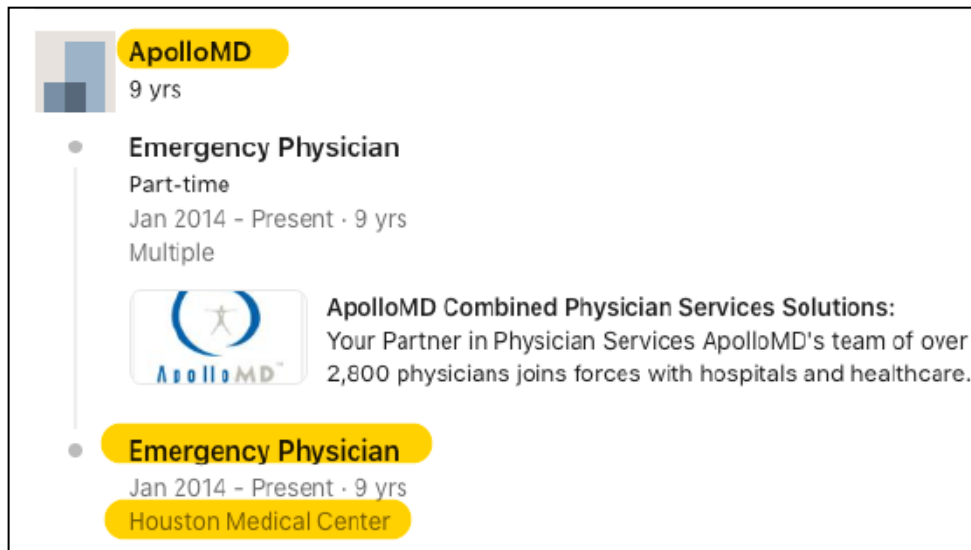 ApolloMD
9 yrs
Emergency Physician
Part-time
Jan 2014 – Present · 9 yrs
Multiple
ApolloMD Combined Physician Services Solutions:
Your Partner in Physician Services ApolloMD's team of over
2,800 physicians joins forces with hospitals and healthcare.
ApolloMD™
Emergency Physician
Jan 2014 – Present · 9 yrs
Houston Medical Center